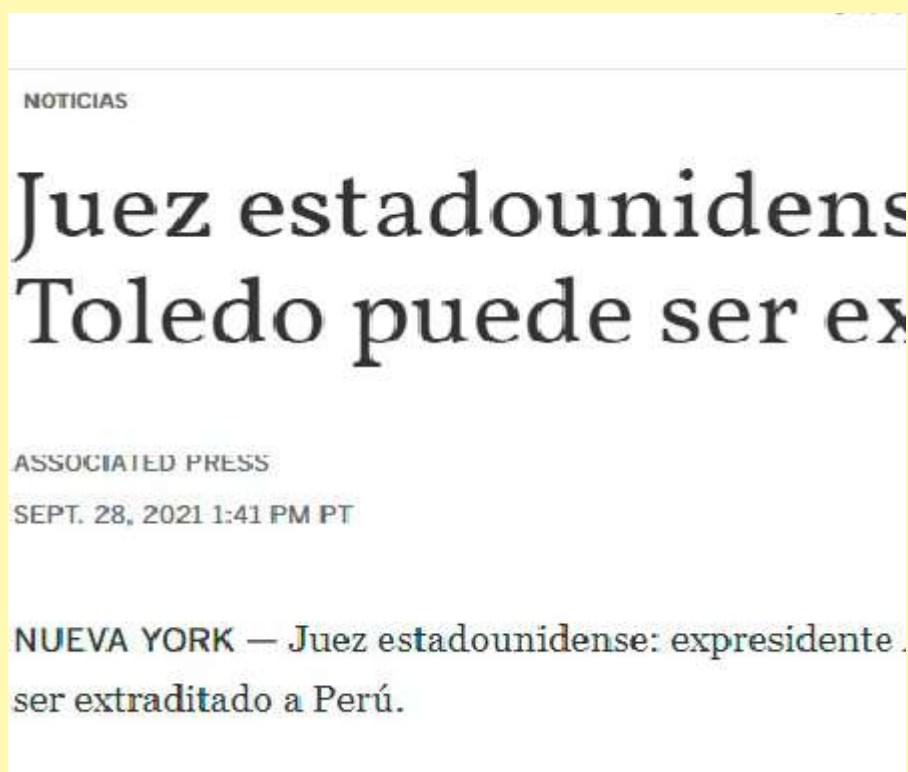 NOTICIAS
Juez estadounidens
Toledo puede ser ex
ASSOCIATED PRESS
SEPT. 28, 2021 1:41 PM PT
NUEVA YORK — Juez estadounidense: expresidente
ser extraditado a Perú.